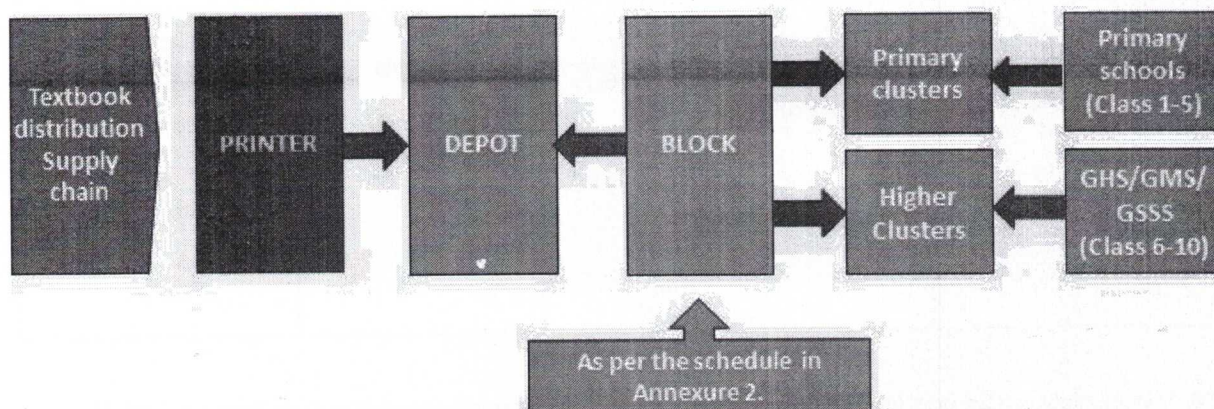 Textbook
distribution
Supply
chain
PRINTER
DEPOT
BLOCK
Primary
clusters
Primary
schools
(Class 1-5)
Higher
Clusters
GHS/GMS/
GSSS
(Class 6-10)
As per the schedule in
Annexure 2.